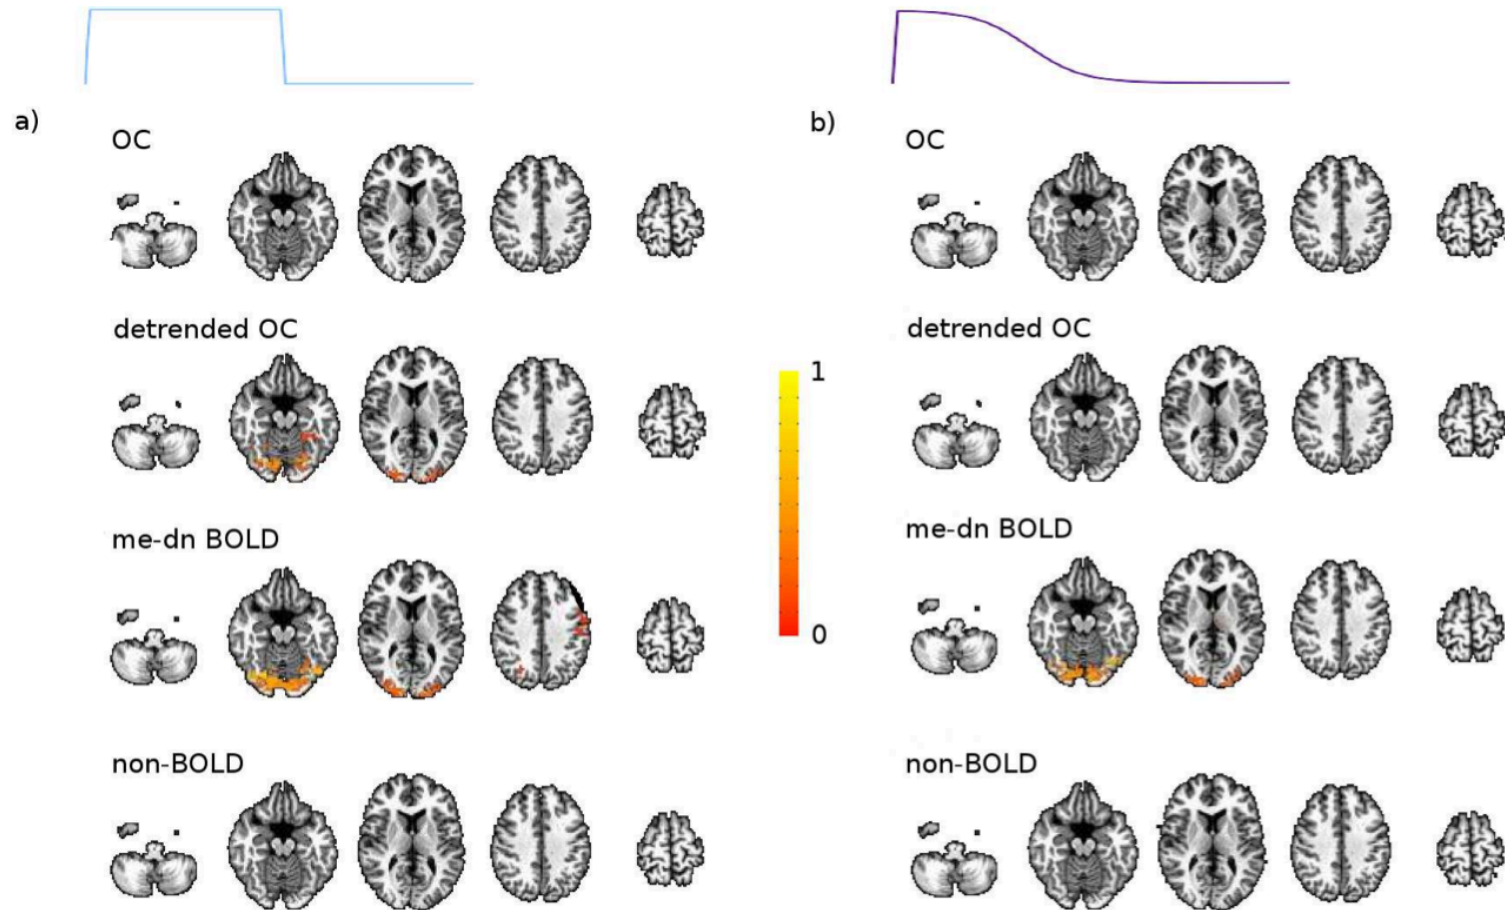 a)
OC
detrended OC
me-dn BOLD
non-BOLD
1
0
b)
OC
detrended OC
me-dn BOLD
non-BOLD